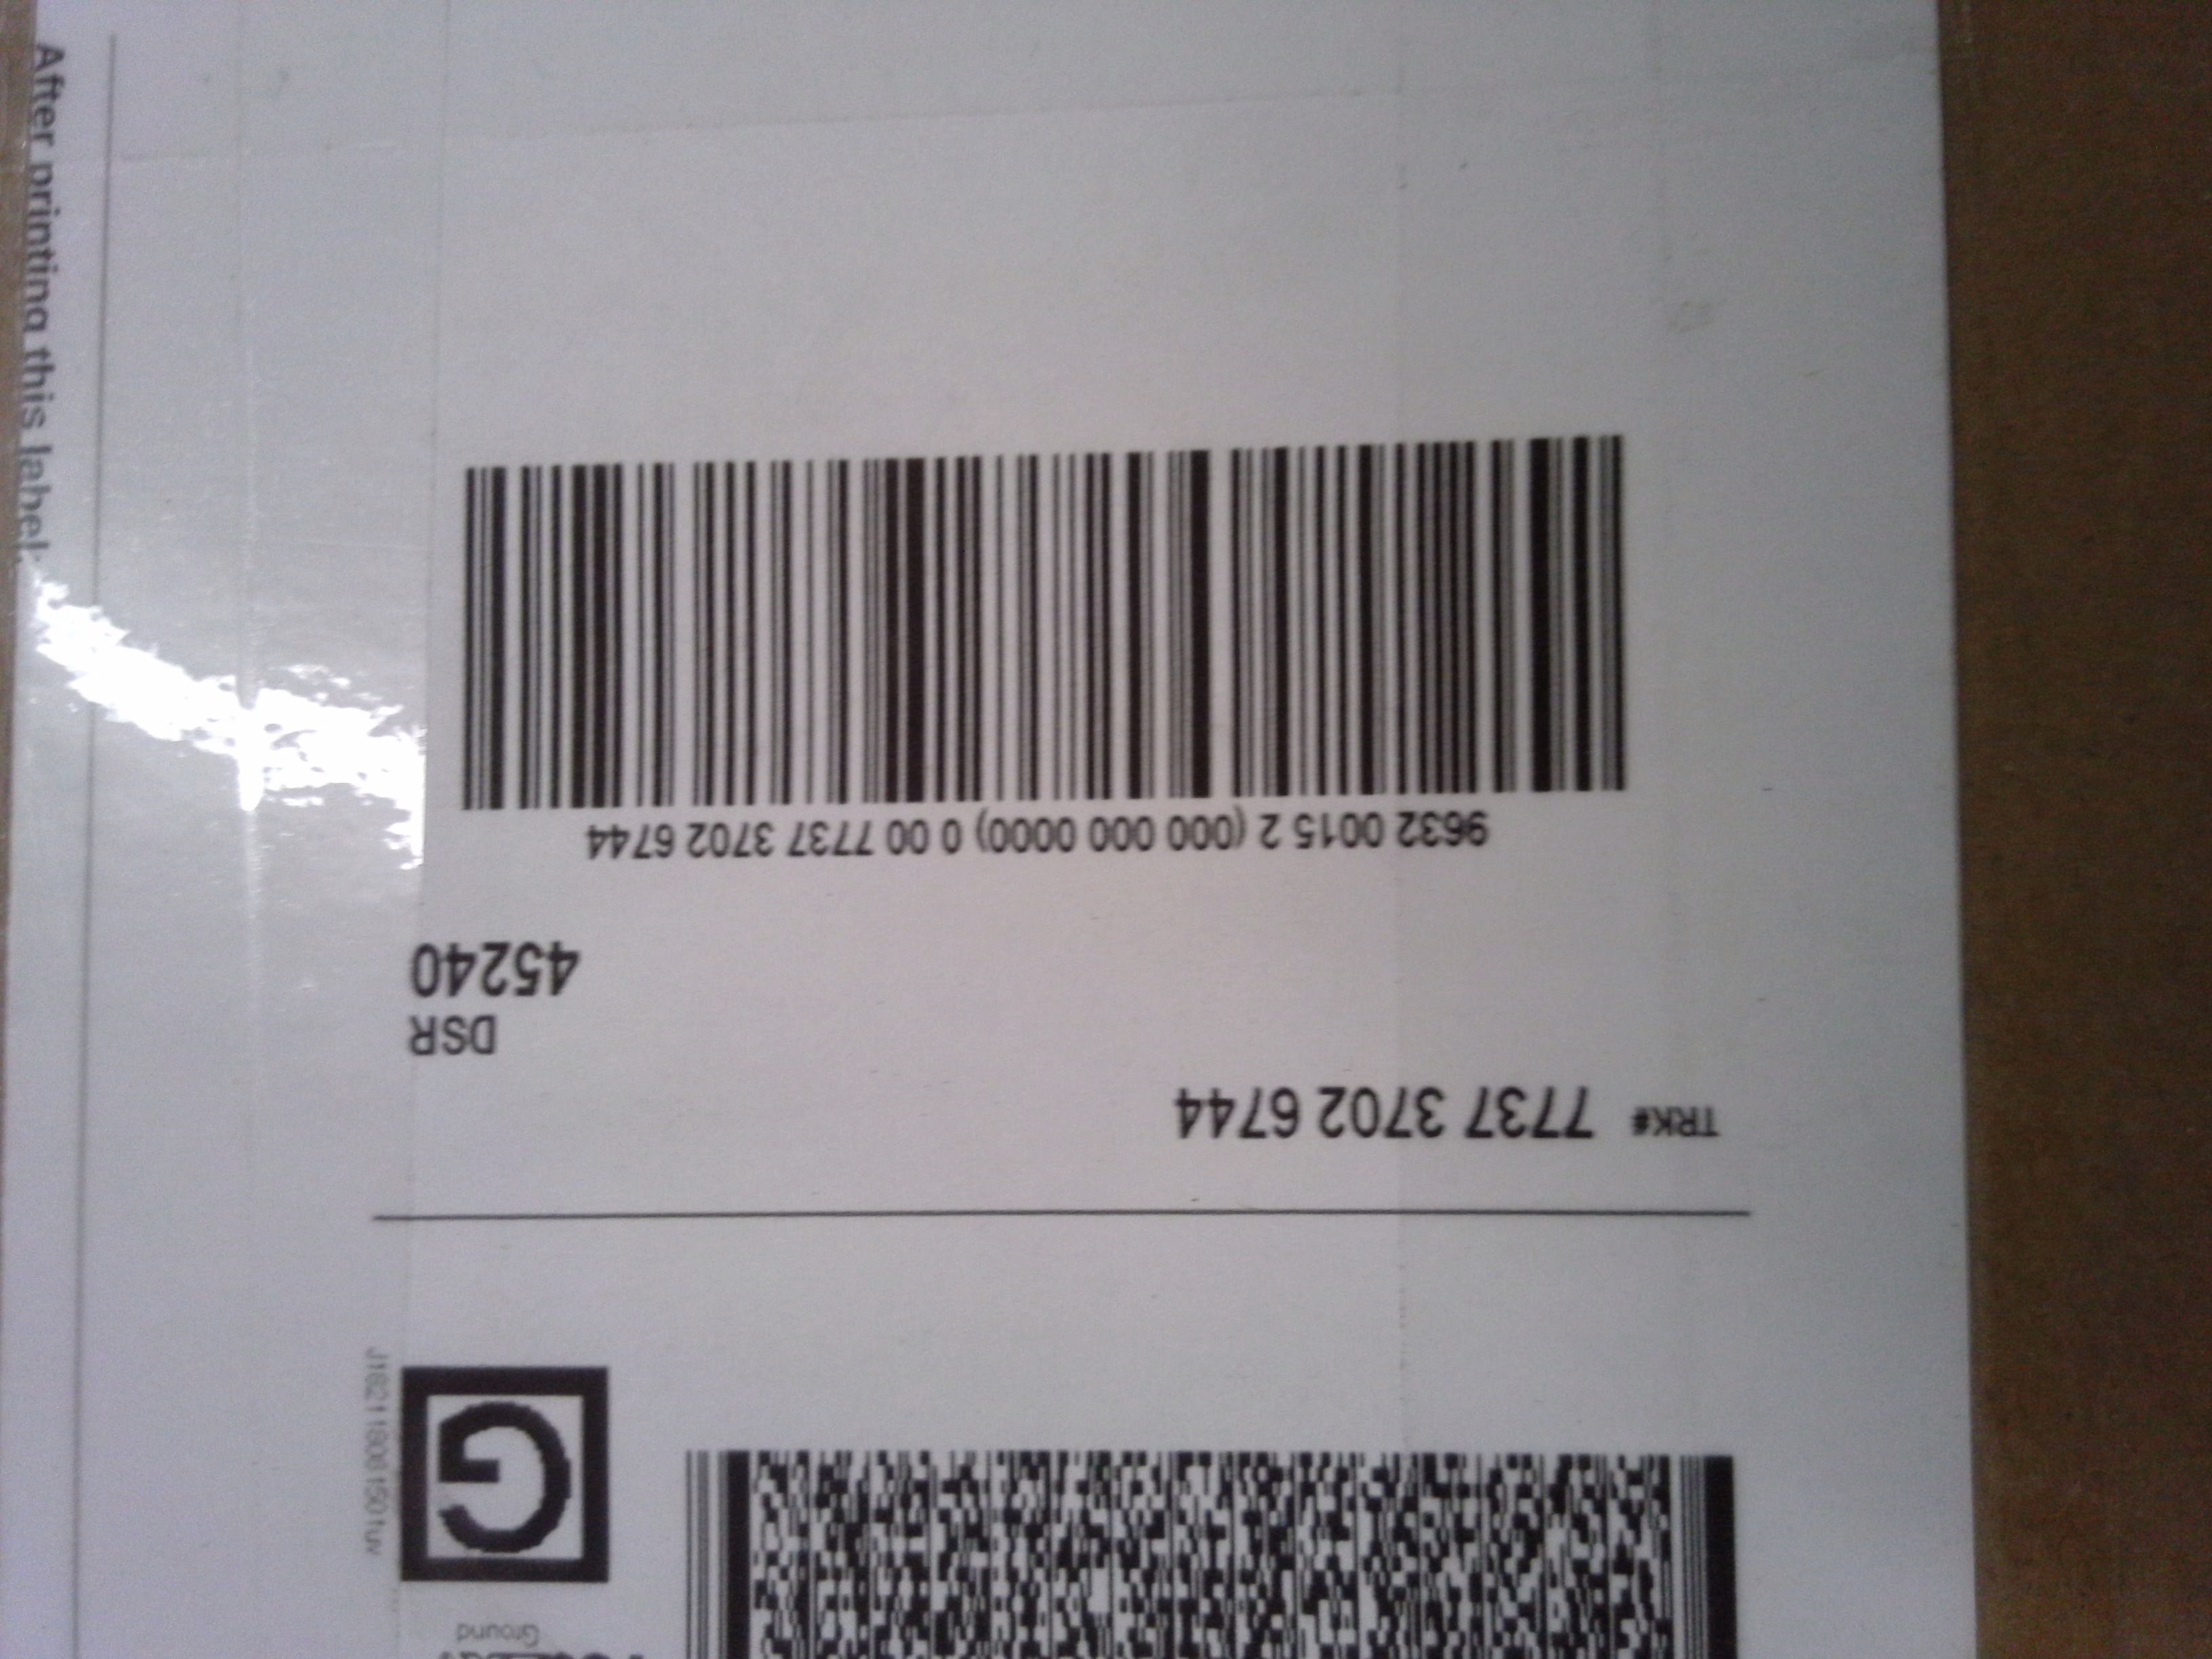 Ground
G
J182118061501uv
TRK# 7737 3702 6744
DSR
45240
9632 0015 2 (000 000 0000) 0 00 7737 3702 6744
After printing this label: